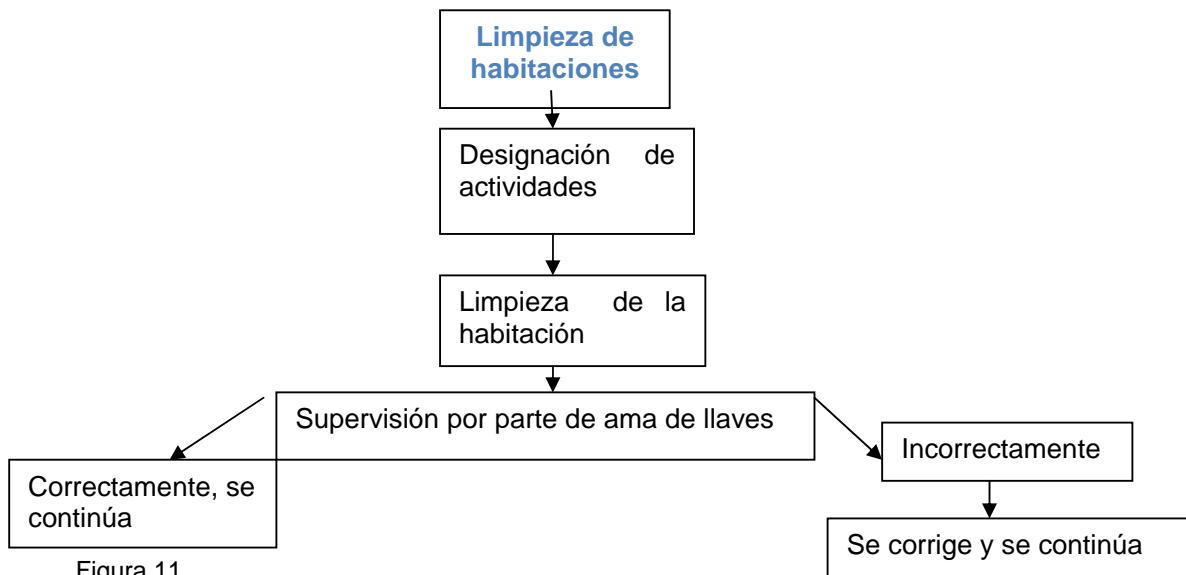 Limpieza de
habitaciones
Designación de
actividades
Limpieza de la
habitación
Supervisión por parte de ama de llaves
Incorrectamente
Correctamente, se
continúa
Se corrige y se continúa
Figura 11